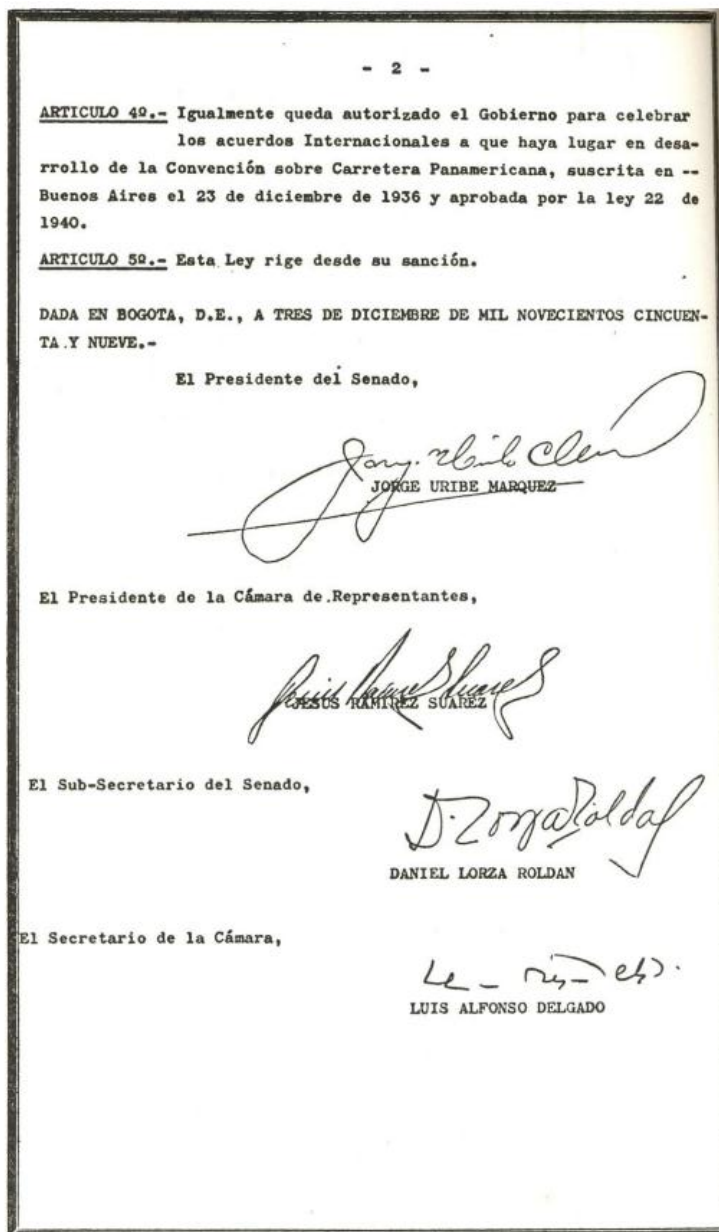 - 2 -
ARTICULO 4º.- Igualmente queda autorizado el Gobierno para celebrar
los acuerdos Internacionales a que haya lugar en desa-
rrollo de la Convención sobre Carretera Panamericana, suscrita en --
Buenos Aires el 23 de diciembre de 1936 y aprobada por la ley 22 de
1940.
ARTICULO 5º.- Esta Ley rige desde su sanción.
DADA EN BOGOTA, D.E., A TRES DE DICIEMBRE DE MIL NOVECIENTOS CINCUEN-
TA Y NUEVE.-
El Presidente del Senado,
JORGE URIBE MARQUEZ
El Presidente de la Cámara de Representantes,
JESUS RAMIREZ SUAREZ
El Sub-Secretario del Senado,
D. Lorza Roldan
DANIEL LORZA ROLDAN
El Secretario de la Cámara,
LUIS ALFONSO DELGADO